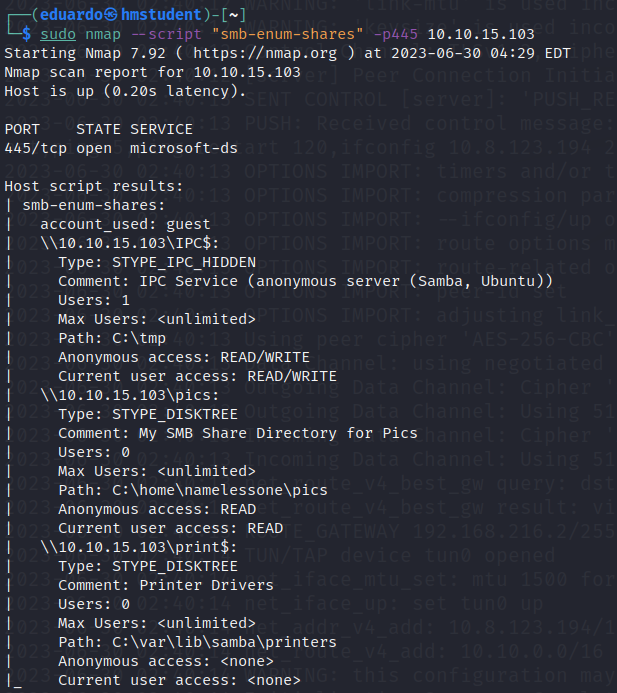 ┌──(eduardo㉿hmstudent)-[~]
└─$ sudo nmap --script "smb-enum-shares" -p445 10.10.15.103
Starting Nmap 7.92 ( https://nmap.org ) at 2023-06-30 04:29 EDT
Nmap scan report for 10.10.15.103
Host is up (0.20s latency).

PORT    STATE SERVICE
445/tcp open  microsoft-ds

Host script results:
| smb-enum-shares:
|   account_used: guest
|   \\10.10.15.103\IPC$:
|     Type: STYPE_IPC_HIDDEN
|     Comment: IPC Service (anonymous server (Samba, Ubuntu))
|     Users: 1
|     Max Users: <unlimited>
|     Path: C:\tmp
|     Anonymous access: READ/WRITE
|     Current user access: READ/WRITE
|   \\10.10.15.103\pics:
|     Type: STYPE_DISKTREE
|     Comment: My SMB Share Directory for Pics
|     Users: 0
|     Max Users: <unlimited>
|     Path: C:\home\namelessone\pics
|     Anonymous access: READ
|     Current user access: READ
|   \\10.10.15.103\print$:
|     Type: STYPE_DISKTREE
|     Comment: Printer Drivers
|     Users: 0
|     Max Users: <unlimited>
|     Path: C:\var\lib\samba\printers
|     Anonymous access: <none>
|_    Current user access: <none>